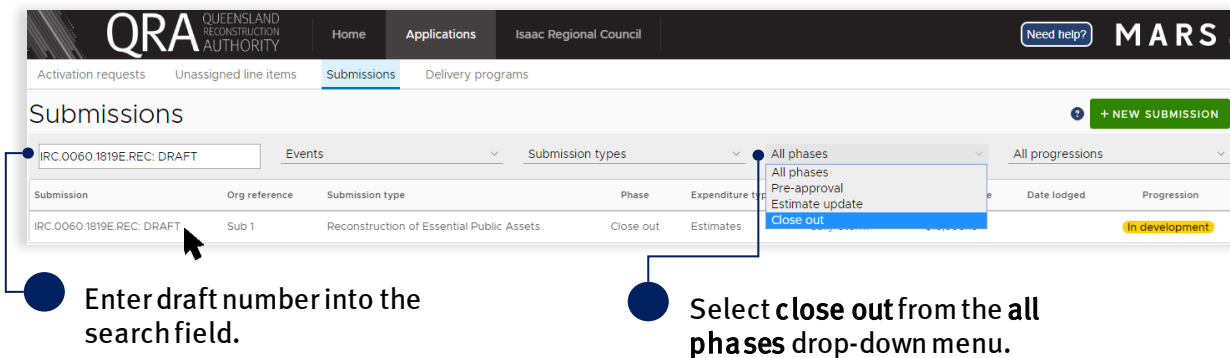 QRA QUEENSLAND RECONSTRUCTION AUTHORITY
Home Applications Isaac Regional Council Need help? MARS
Activation requests Unassigned line items Submissions Delivery programs
Submissions ? + NEW SUBMISSION
IRC.0060.1819E.REC: DRAFT Events Submission types All phases All progressions
All phases
Pre-approval
Estimate update
Close out
Submission Org reference Submission type Phase Expenditure typ e Date lodged Progression
IRC.0060.1819E.REC: DRAFT Sub 1 Reconstruction of Essential Public Assets Close out Estimates In development
Enter draft number into the
search field.
Select close out from the all
phases drop-down menu.